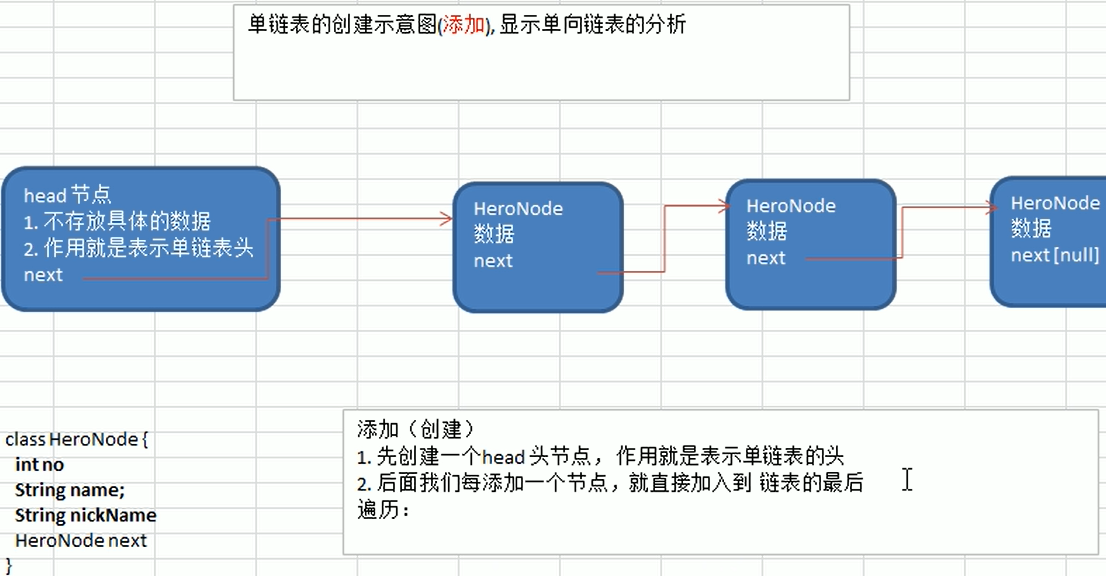 单链表的创建示意图(添加), 显示单向链表的分析
head 节点
1. 不存放具体的数据
2. 作用就是表示单链表头
next
HeroNode
数据
next
HeroNode
数据
next
HeroNode
数据
next [null]
class HeroNode {
int no
String name;
String nickName
HeroNode next
}
添加（创建）
1. 先创建一个head 头节点， 作用就是表示单链表的头
2. 后面我们每添加一个节点，就直接加入到 链表的最后
遍历：